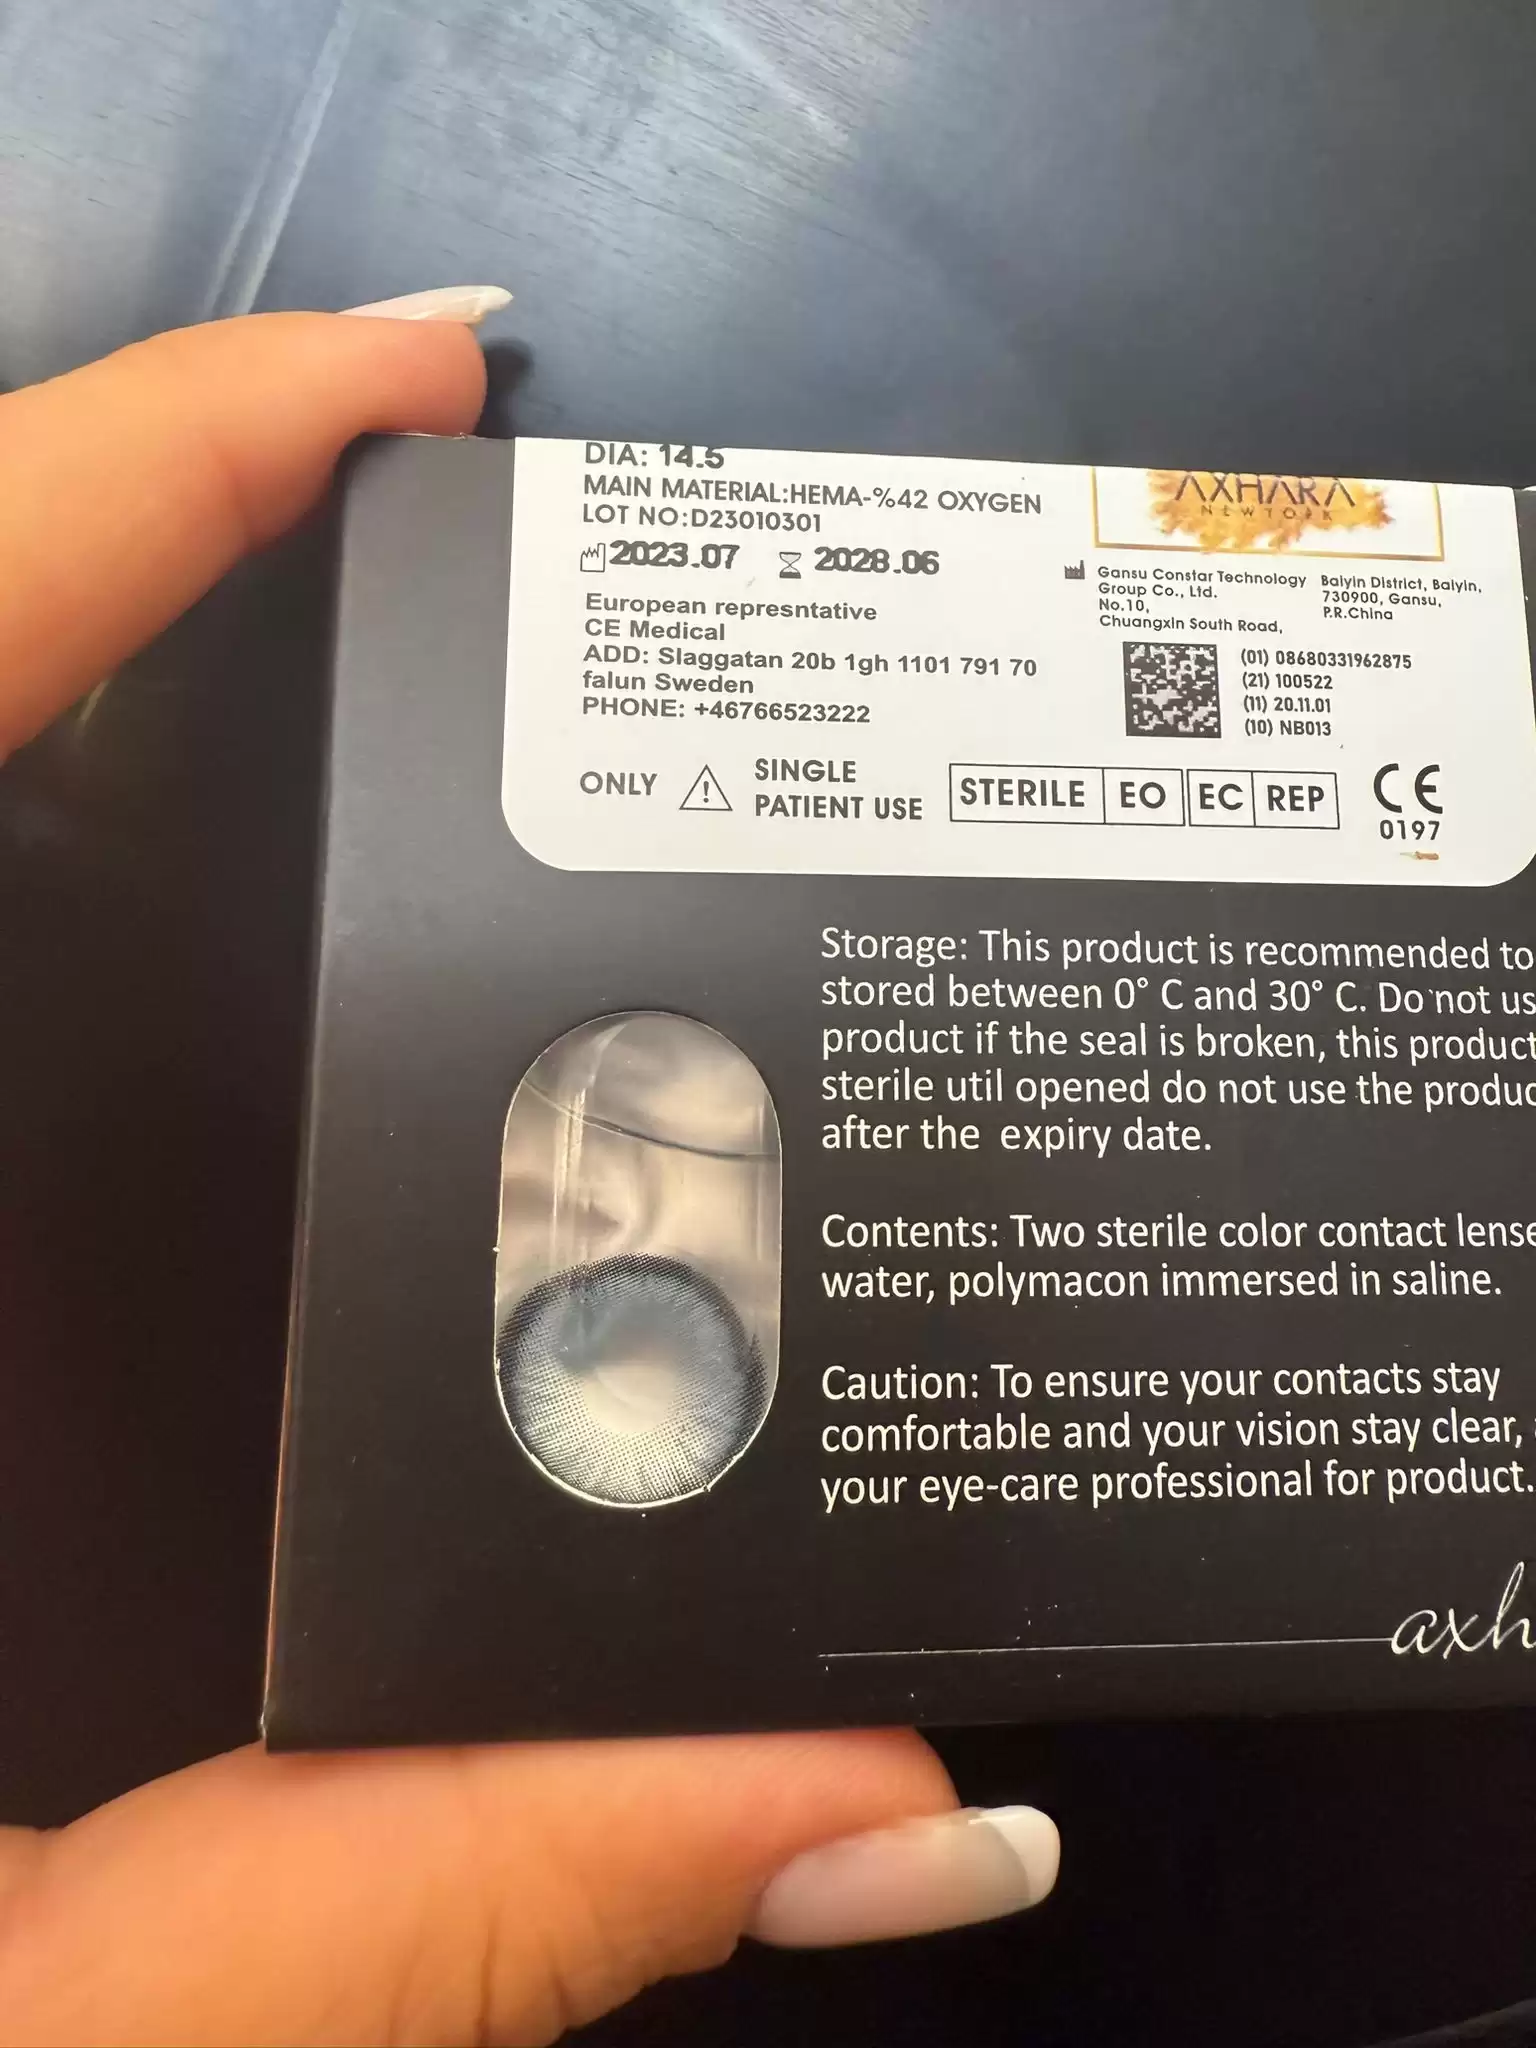 DIA: 14.5
MAIN MATERIAL:HEMA-%42 OXYGEN
LOT NO:D23010301
2023.07 2028.06
European represntative
CE Medical
ADD: Slaggatan 20b 1gh 1101 791 70
falun Sweden
PHONE: +46766523222
AXHARA
NEWYORK
Gansu Constar Technology
Group Co., Ltd.
No.10,
Chuangxin South Road,
Baiyin District, Baiyin,
730900, Gansu,
P.R.China
(01) 08680331962875
(21) 100522
(11) 20.11.01
(10) NB013
ONLY ! SINGLE
PATIENT USE
STERILE EO EC REP
CE
0197
Storage: This product is recommended to
stored between 0° C and 30° C. Do not us
product if the seal is broken, this product
sterile util opened do not use the produc
after the expiry date.
Contents: Two sterile color contact lense
water, polymacon immersed in saline.
Caution: To ensure your contacts stay
comfortable and your vision stay clear,
your eye-care professional for product.
axh